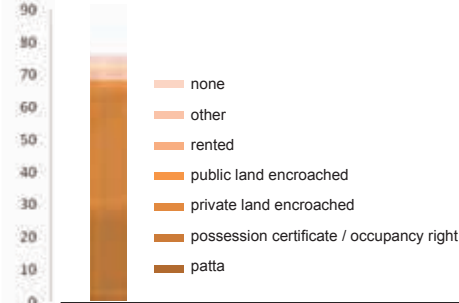 90
80
70
60
50
40
30
20
10
0
none
other
rented
public land encroached
private land encroached
possession certificate / occupancy right
patta